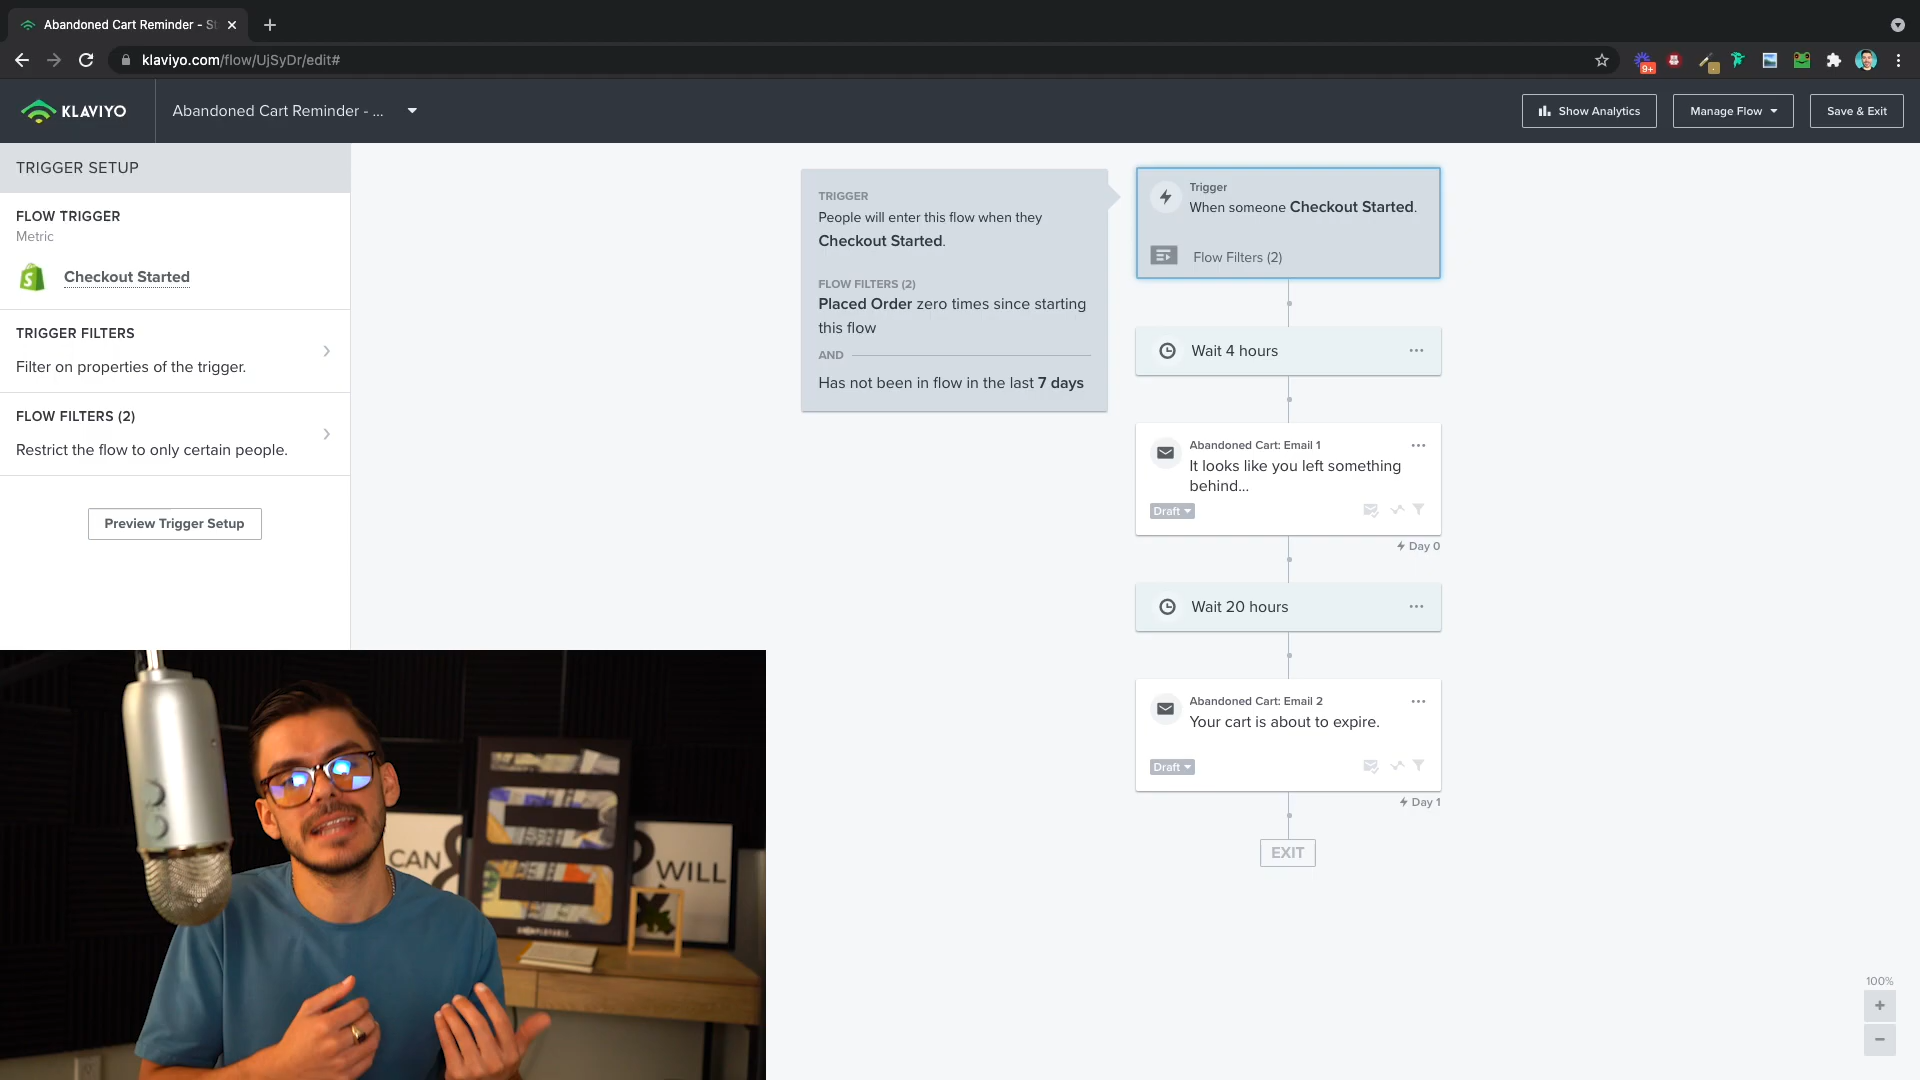 Abandoned Cart Reminder - St
klaviyo.com/flow/UjSyDr/edit#
9+
KLAVIYO
Abandoned Cart Reminder - ...
Show Analytics
Manage Flow
Save & Exit
TRIGGER SETUP
FLOW TRIGGER
Metric
Checkout Started
TRIGGER FILTERS
Filter on properties of the trigger.
FLOW FILTERS (2)
Restrict the flow to only certain people.
Preview Trigger Setup
TRIGGER
People will enter this flow when they
Checkout Started.
FLOW FILTERS (2)
Placed Order zero times since starting
this flow
AND
Has not been in flow in the last 7 days
Trigger
When someone Checkout Started.
Flow Filters (2)
Wait 4 hours
Abandoned Cart: Email 1
It looks like you left something
behind...
Draft
Day 0
Wait 20 hours
Abandoned Cart: Email 2
Your cart is about to expire.
Draft
Day 1
EXIT
100%
+
−
CAN
&
WILL